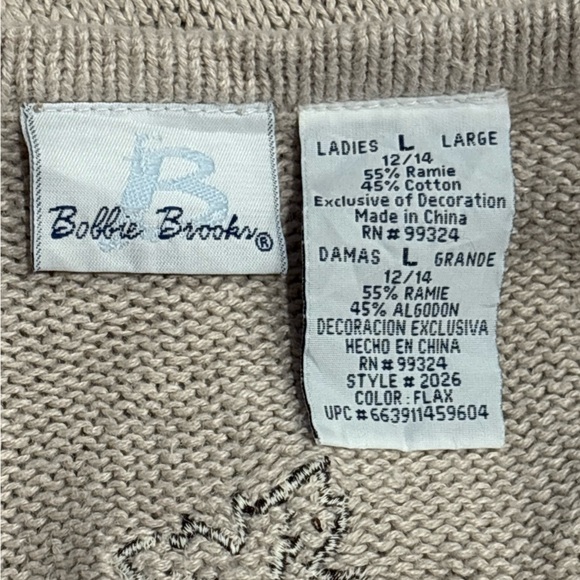 B
Bobbie Brooks®
LADIES L LARGE
12/14
55% Ramie
45% Cotton
Exclusive of Decoration
Made in China
RN# 99324
DAMAS L GRANDE
12/14
55% RAMIE
45% ALGODON
DECORACION EXCLUSIVA
HECHO EN CHINA
RN# 99324
STYLE # 2026
COLOR: FLAX
UPC # 663911459604